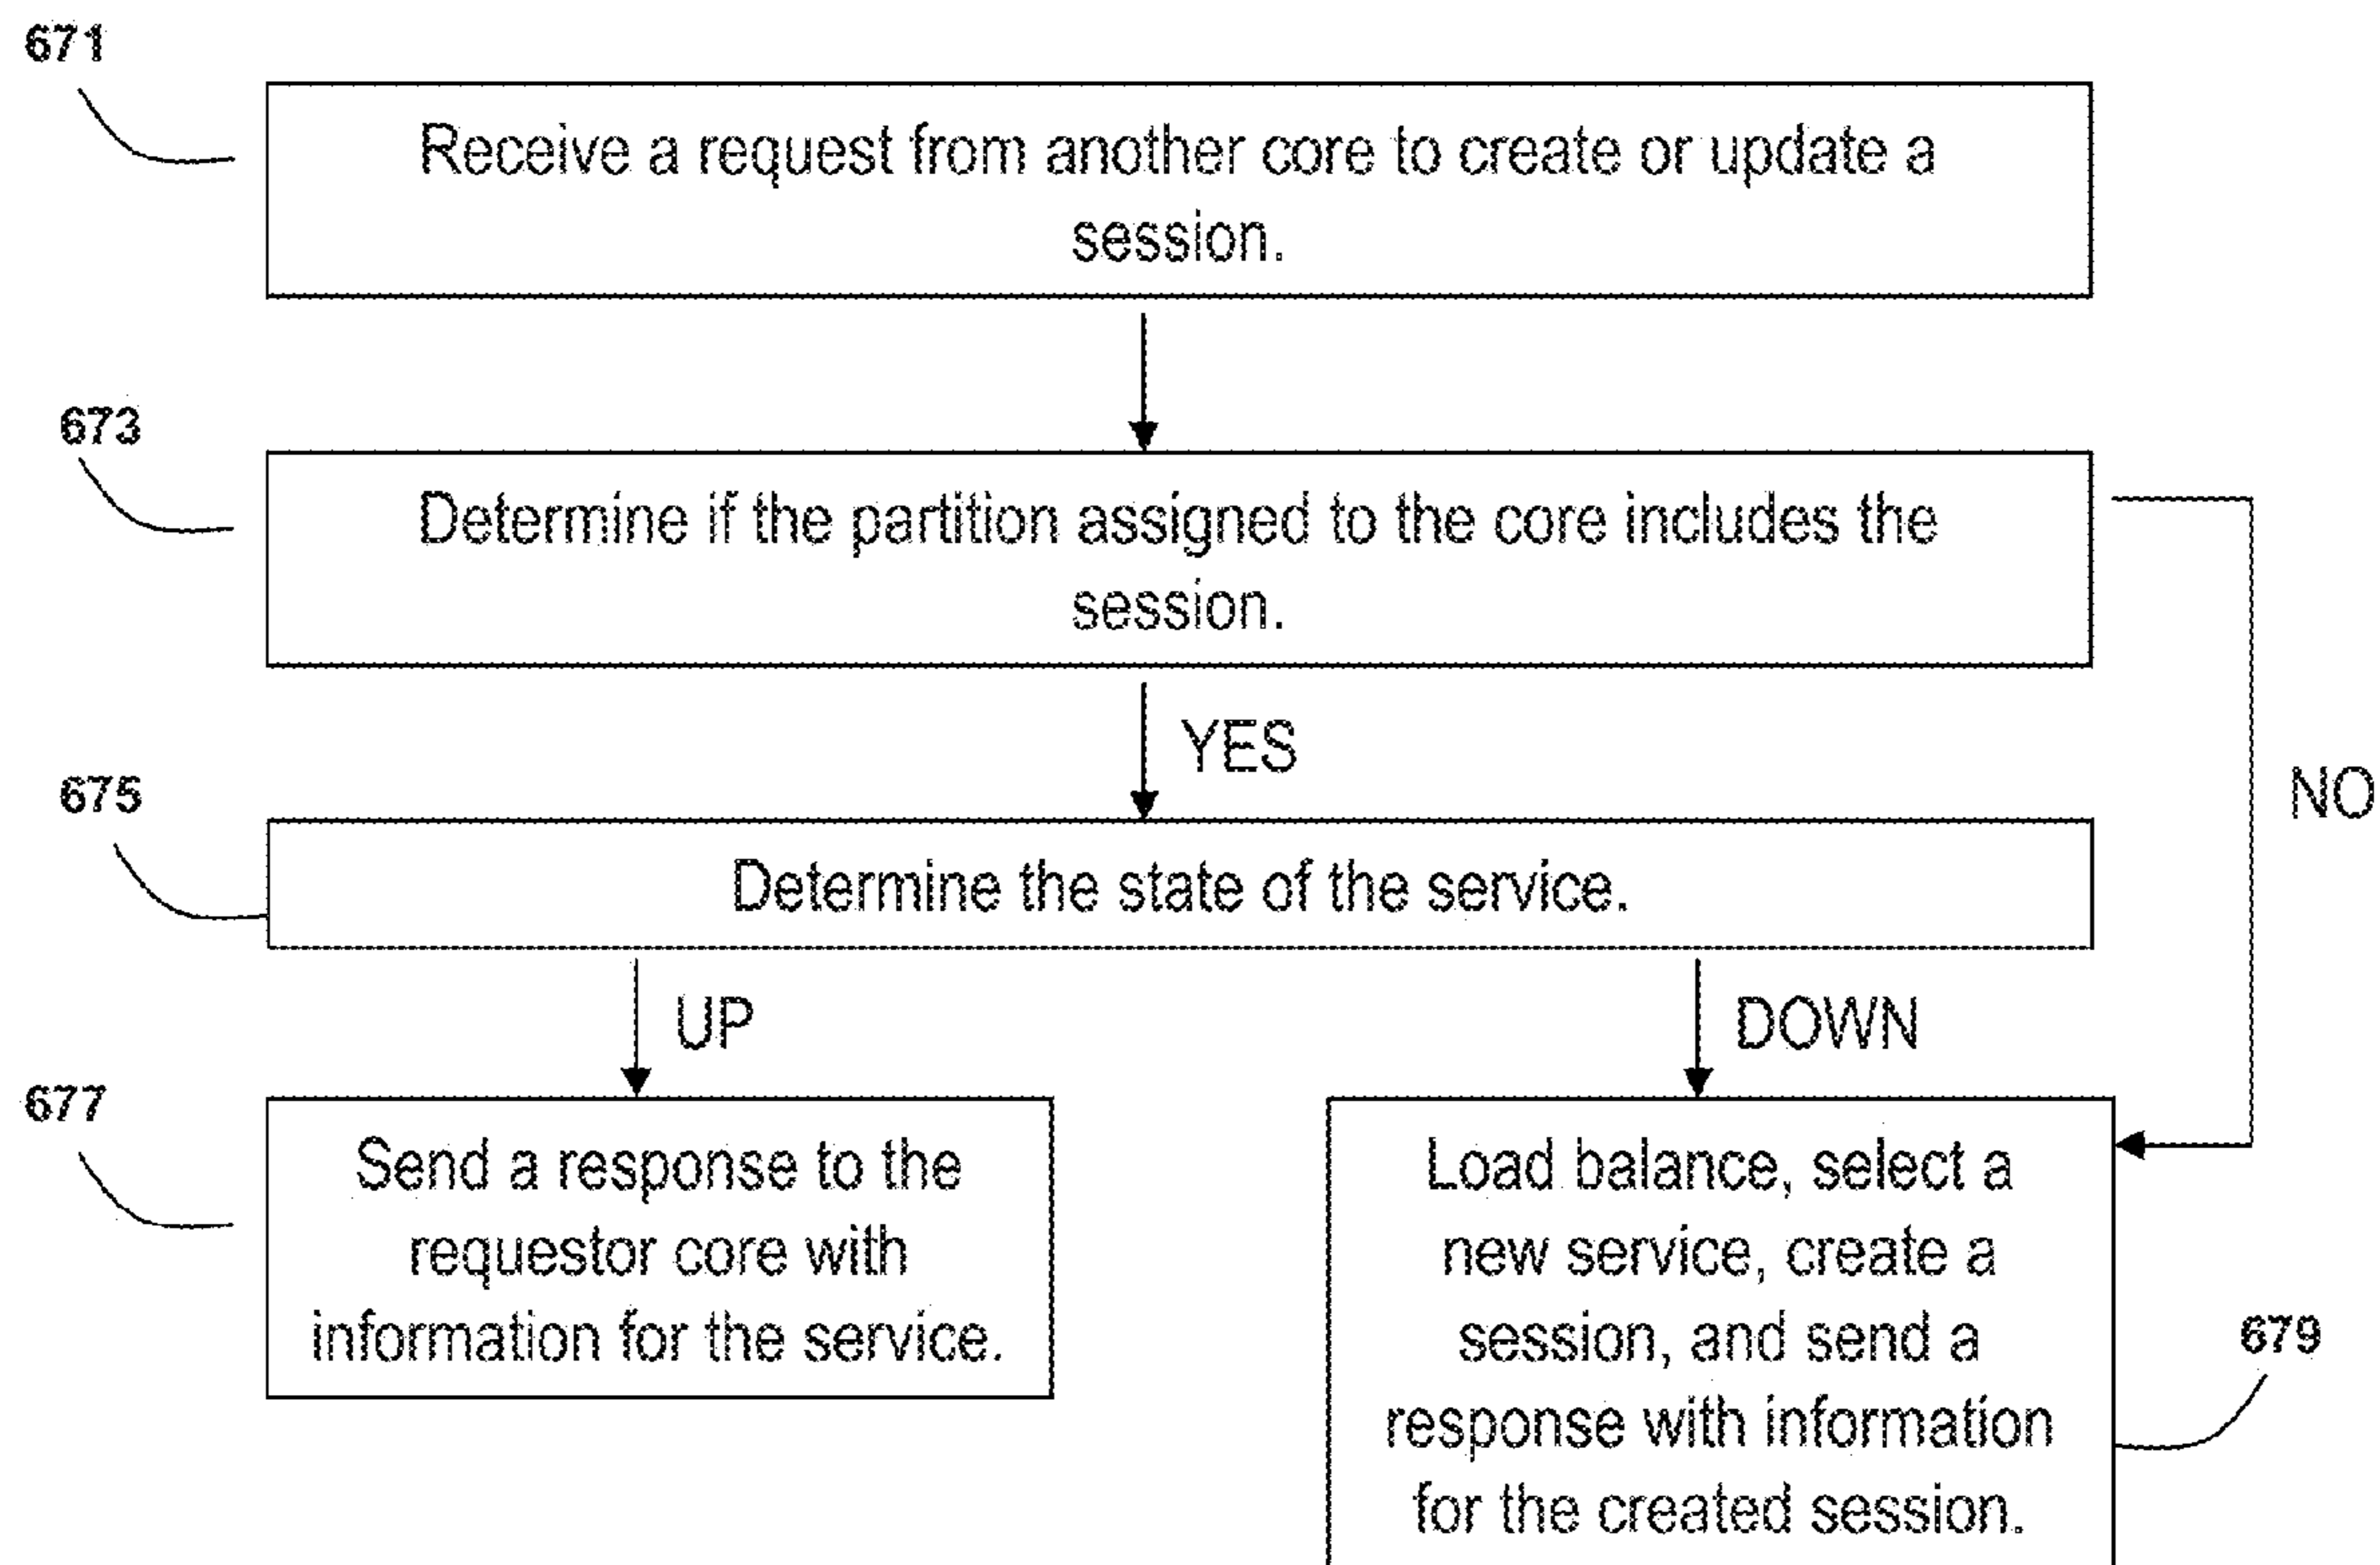 671
Receive a request from another core to create or update a
session.
673
Determine if the partition assigned to the core includes the
session.
YES
NO
675
Determine the state of the service.
UP
DOWN
677
Send a response to the
requestor core with
information for the service.
Load balance, select a
new service, create a
session, and send a
response with information
for the created session.
679